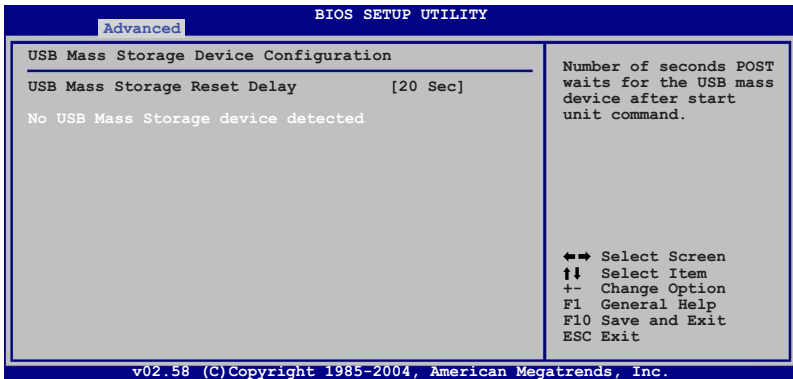 BIOS SETUP UTILITY
Advanced
USB Mass Storage Device Configuration
USB Mass Storage Reset Delay [20 Sec]
No USB Mass Storage device detected
Number of seconds POST
waits for the USB mass
device after start
unit command.
←→ Select Screen
↑↓ Select Item
+- Change Option
F1 General Help
F10 Save and Exit
ESC Exit
v02.58 (C)Copyright 1985-2004, American Megatrends, Inc.